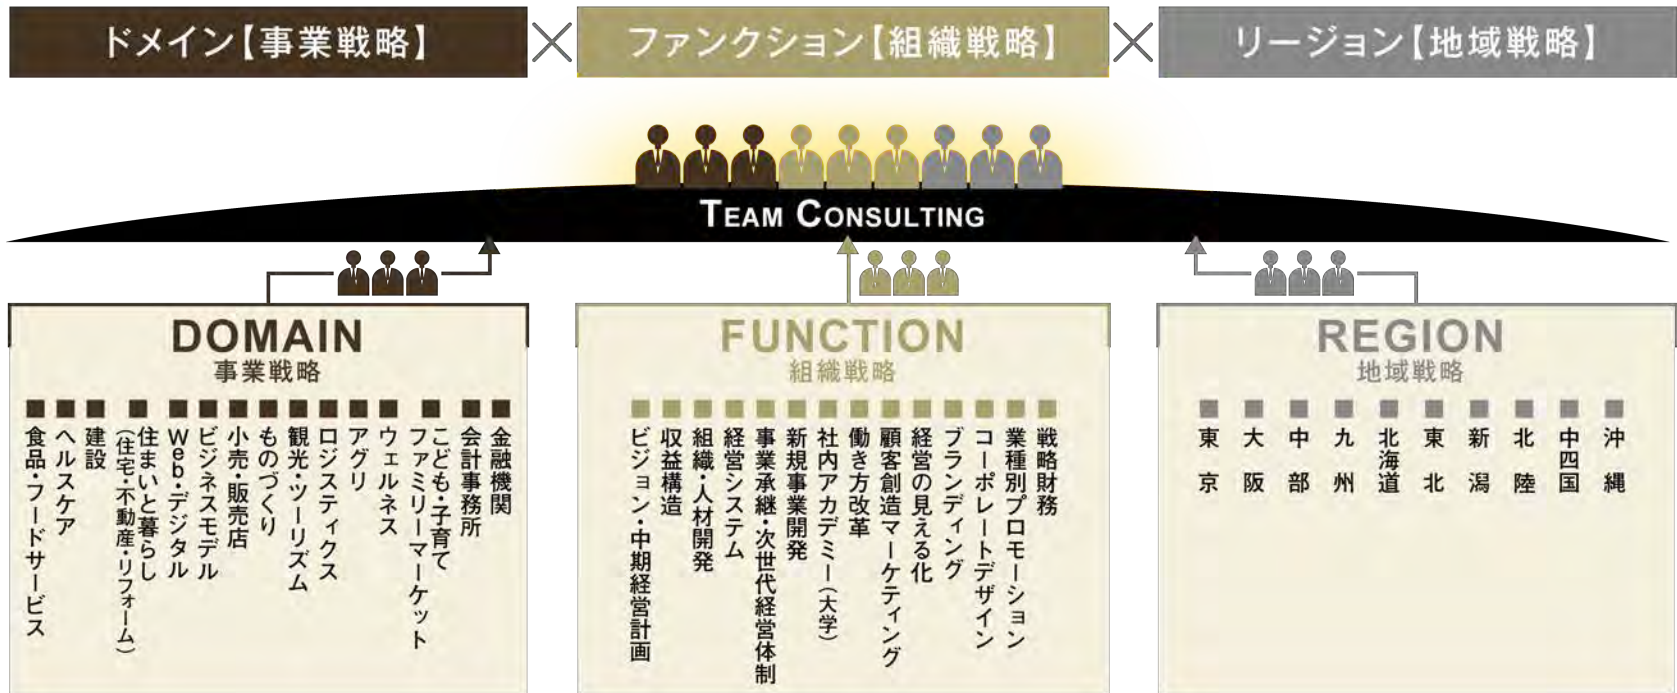 ドメイン【事業戦略】
×
ファンクション【組織戦略】
×
リージョン【地域戦略】
TEAM CONSULTING
DOMAIN
事業戦略
■食品・フードサービス
■ヘルスケア
■建設
■住まいと暮らし
(住宅・不動産・リフォーム)
■Web・デジタル
■ビジネスモデル
■小売・販売店
■ものづくり
■観光・ツーリズム
■ロジスティクス
■アグリ
■ウェルネス
■こども・子育て
ファミリーマーケット
■会計事務所
■金融機関
FUNCTION
組織戦略
■ビジョン・中期経営計画
■収益構造
■組織・人材開発
■経営システム
■事業承継・次世代経営体制
■新規事業開発
■社内アカデミー(大学)
■働き方改革
■顧客創造マーケティング
■経営の見える化
■ブランディング
■コーポレートデザイン
■業種別プロモーション
■戦略財務
REGION
地域戦略
■東京
■大阪
■中部
■九州
■北海道
■東北
■新潟
■北陸
■中四国
■沖縄